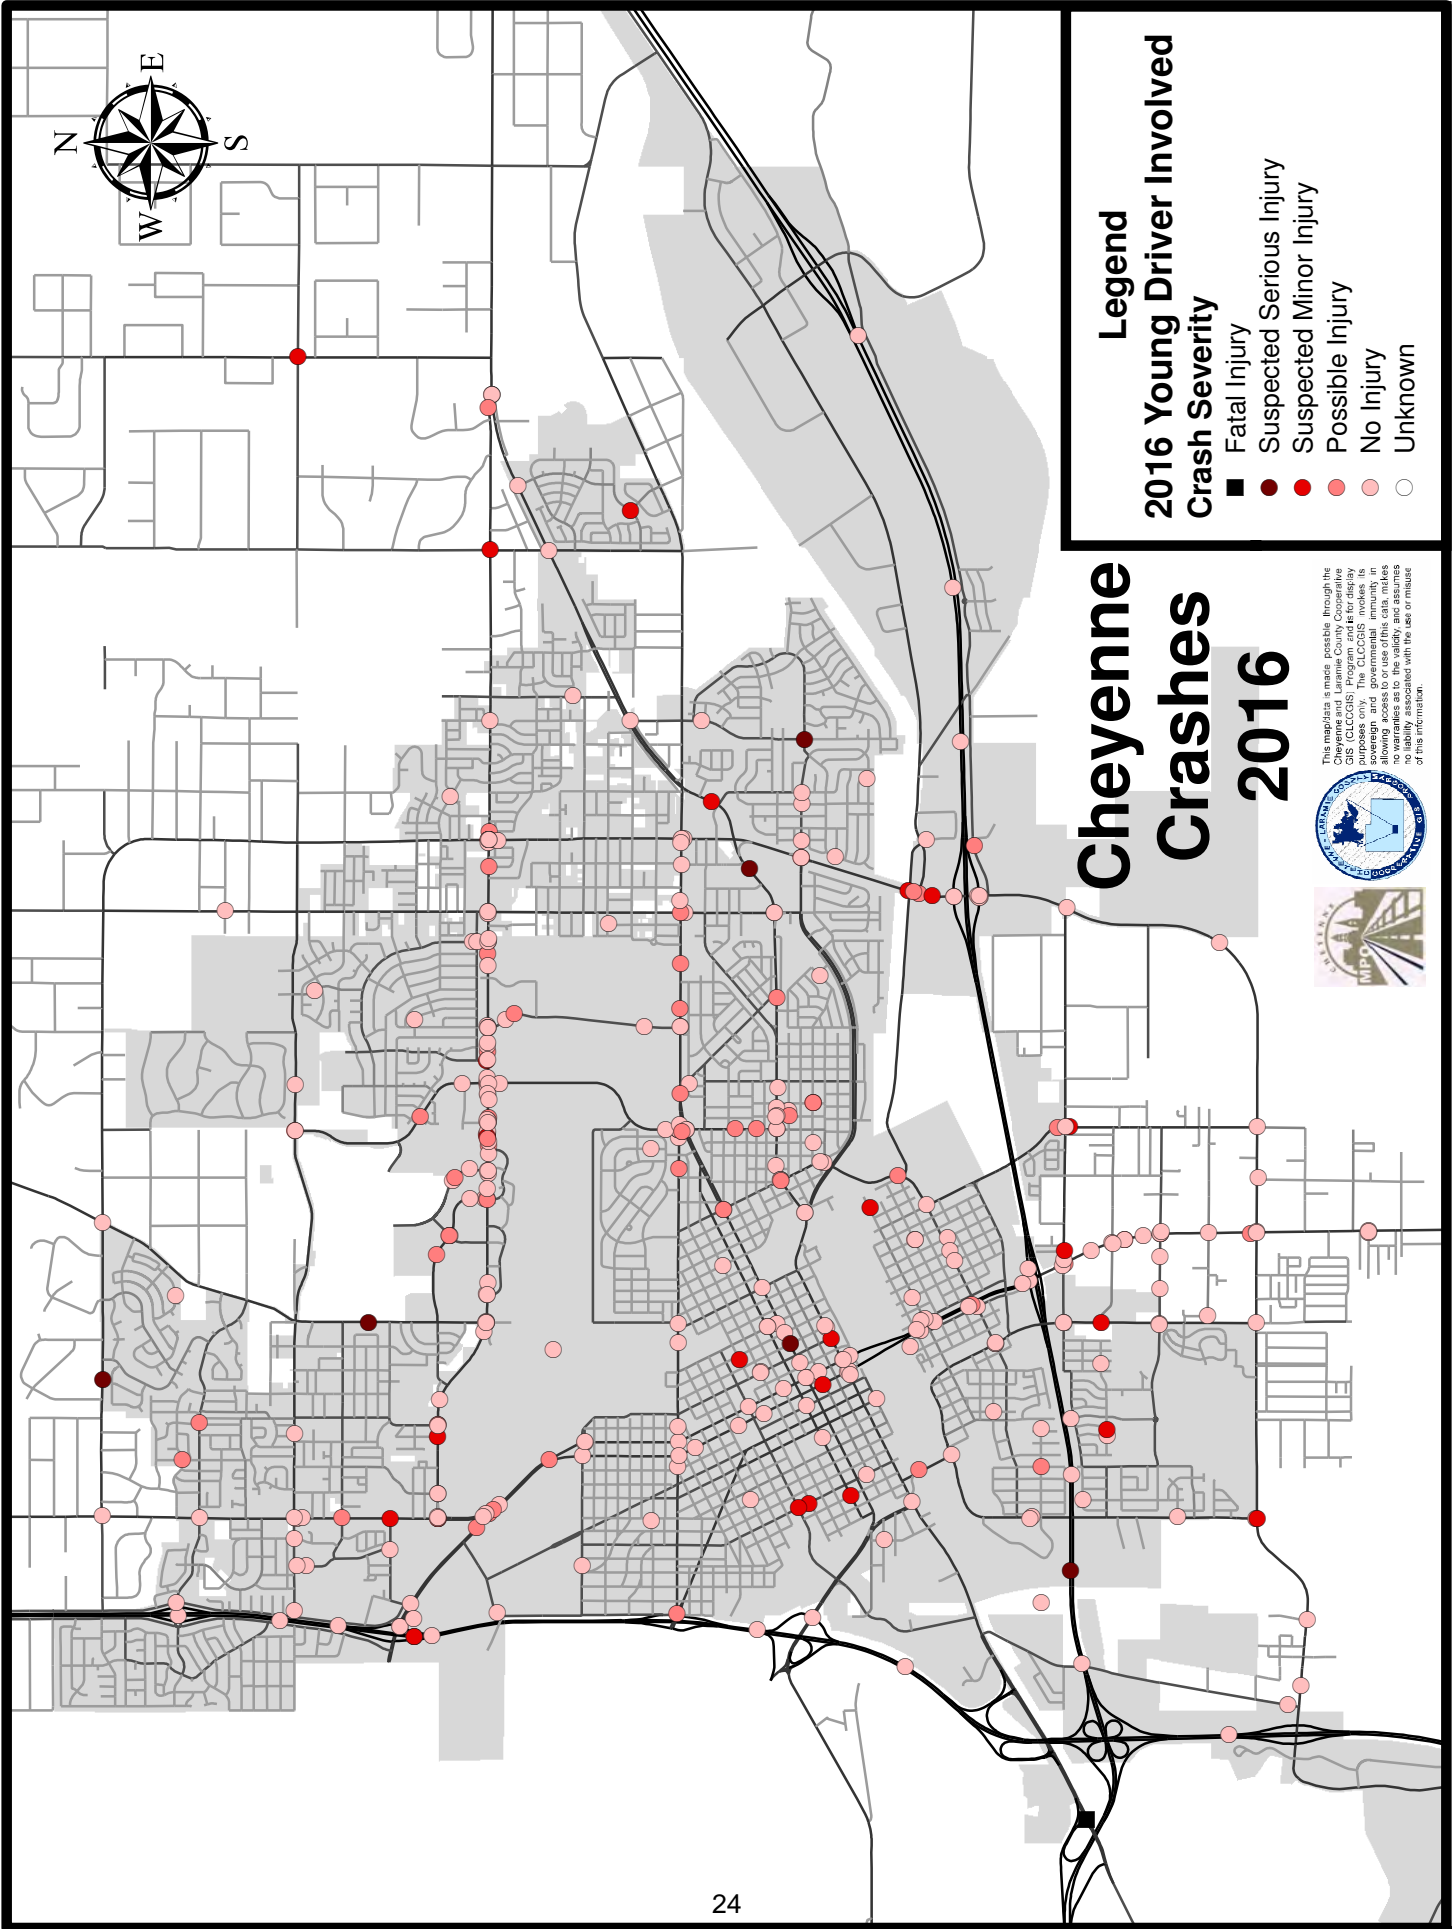 N
E
S
W
Legend
2016 Young Driver Involved
Crash Severity
Fatal Injury
Suspected Serious Injury
Suspected Minor Injury
Possible Injury
No Injury
Unknown
Cheyenne
Crashes
2016
This map/data is made possible through the
Cheyenne and Laramie County Cooperative
GIS (CLCCGIS) Program and is for display
purposes only. The CLCCGIS invokes its
sovereign and governmental immunity in
allowing access to or use of this data, makes
no warranties as to the validity, and assumes
no liability associated with the use or misuse
of this information.
CHEYENNE
MPO
COOPERATIVE GIS
24